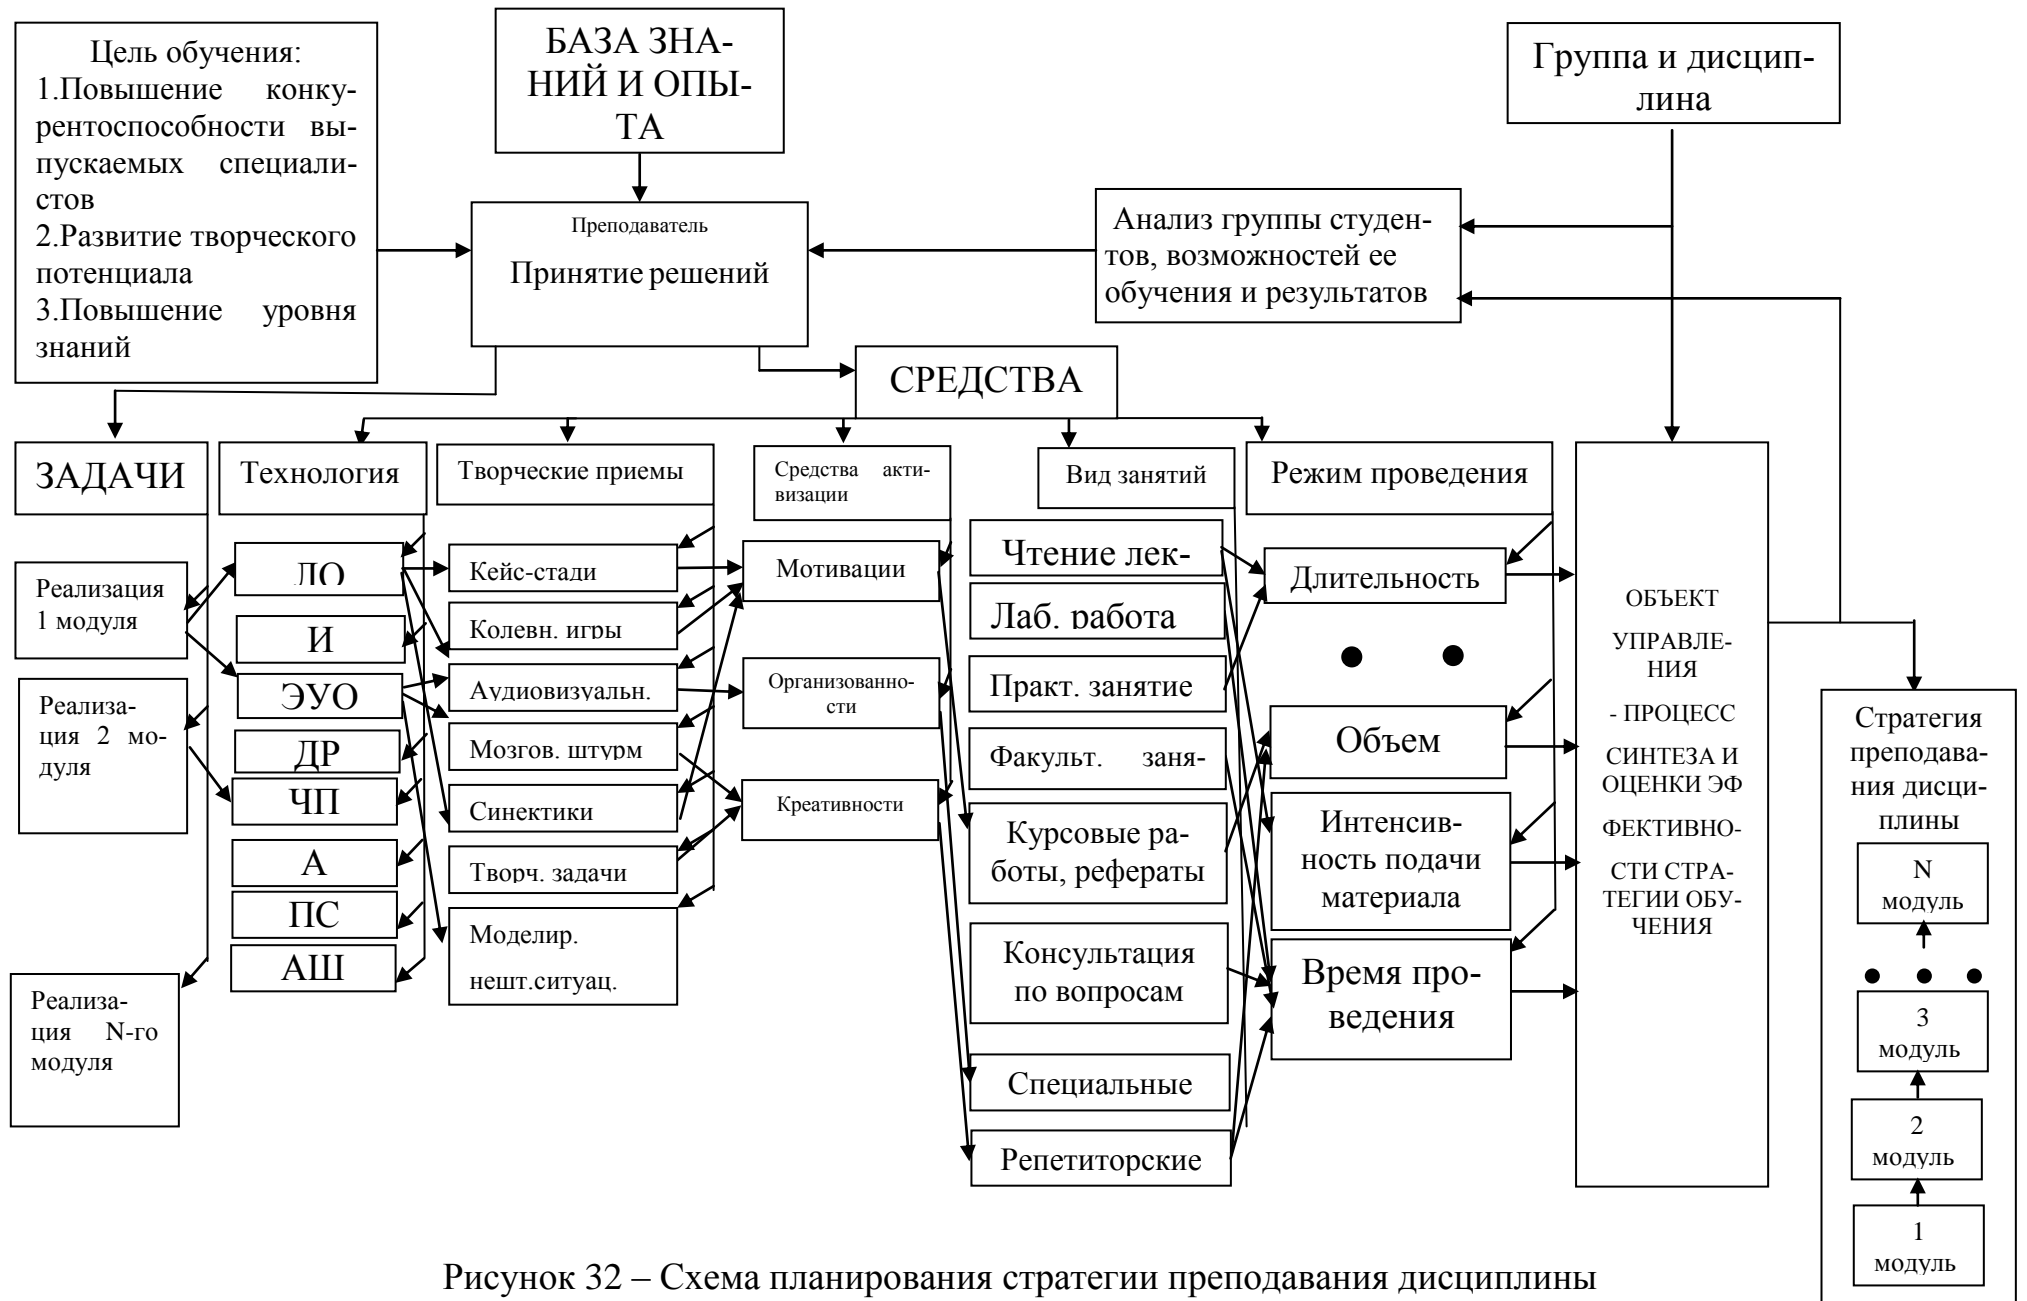 Цель обучения:
1.Повышение конку-
рентоспособности вы-
пускаемых специали-
стов
2.Развитие творческого
потенциала
3.Повышение уровня
знаний
БАЗА ЗНА-
НИЙ И ОПЫ-
ТА
Группа и дисцип-
лина
Преподаватель
Принятие решений
Анализ группы студен-
тов, возможностей ее
обучения и результатов
СРЕДСТВА
ЗАДАЧИ
Технология
Творческие приемы
Средства акти-
визации
Вид занятий
Режим проведения
Реализация
1 модуля
Реализа-
ция 2 мо-
дуля
Реализа-
ция N-го
модуля
ЛО
И
ЭУО
ДР
ЧП
А
ПС
АШ
Кейс-стади
Колевн. игры
Аудиовизуальн.
Мозгов. штурм
Синектики
Творч. задачи
Моделир.
нешт.ситуац.
Мотивации
Организованно-
сти
Креативности
Чтение лек-
Лаб. работа
Практ. занятие
Факульт. заня-
Курсовые ра-
боты, рефераты
Консультация
по вопросам
Специальные
Репетиторские
Длительность
Объем
Интенсив-
ность подачи
материала
Время про-
ведения
ОБЪЕКТ
УПРАВЛЕ-
НИЯ
- ПРОЦЕСС
СИНТЕЗА И
ОЦЕНКИ ЭФ
ФЕКТИВНО-
СТИ СТРА-
ТЕГИИ ОБУ-
ЧЕНИЯ
Стратегия
преподава-
ния дисци-
плины
N
модуль
3
модуль
2
модуль
1
модуль
Рисунок 32 – Схема планирования стратегии преподавания дисциплины